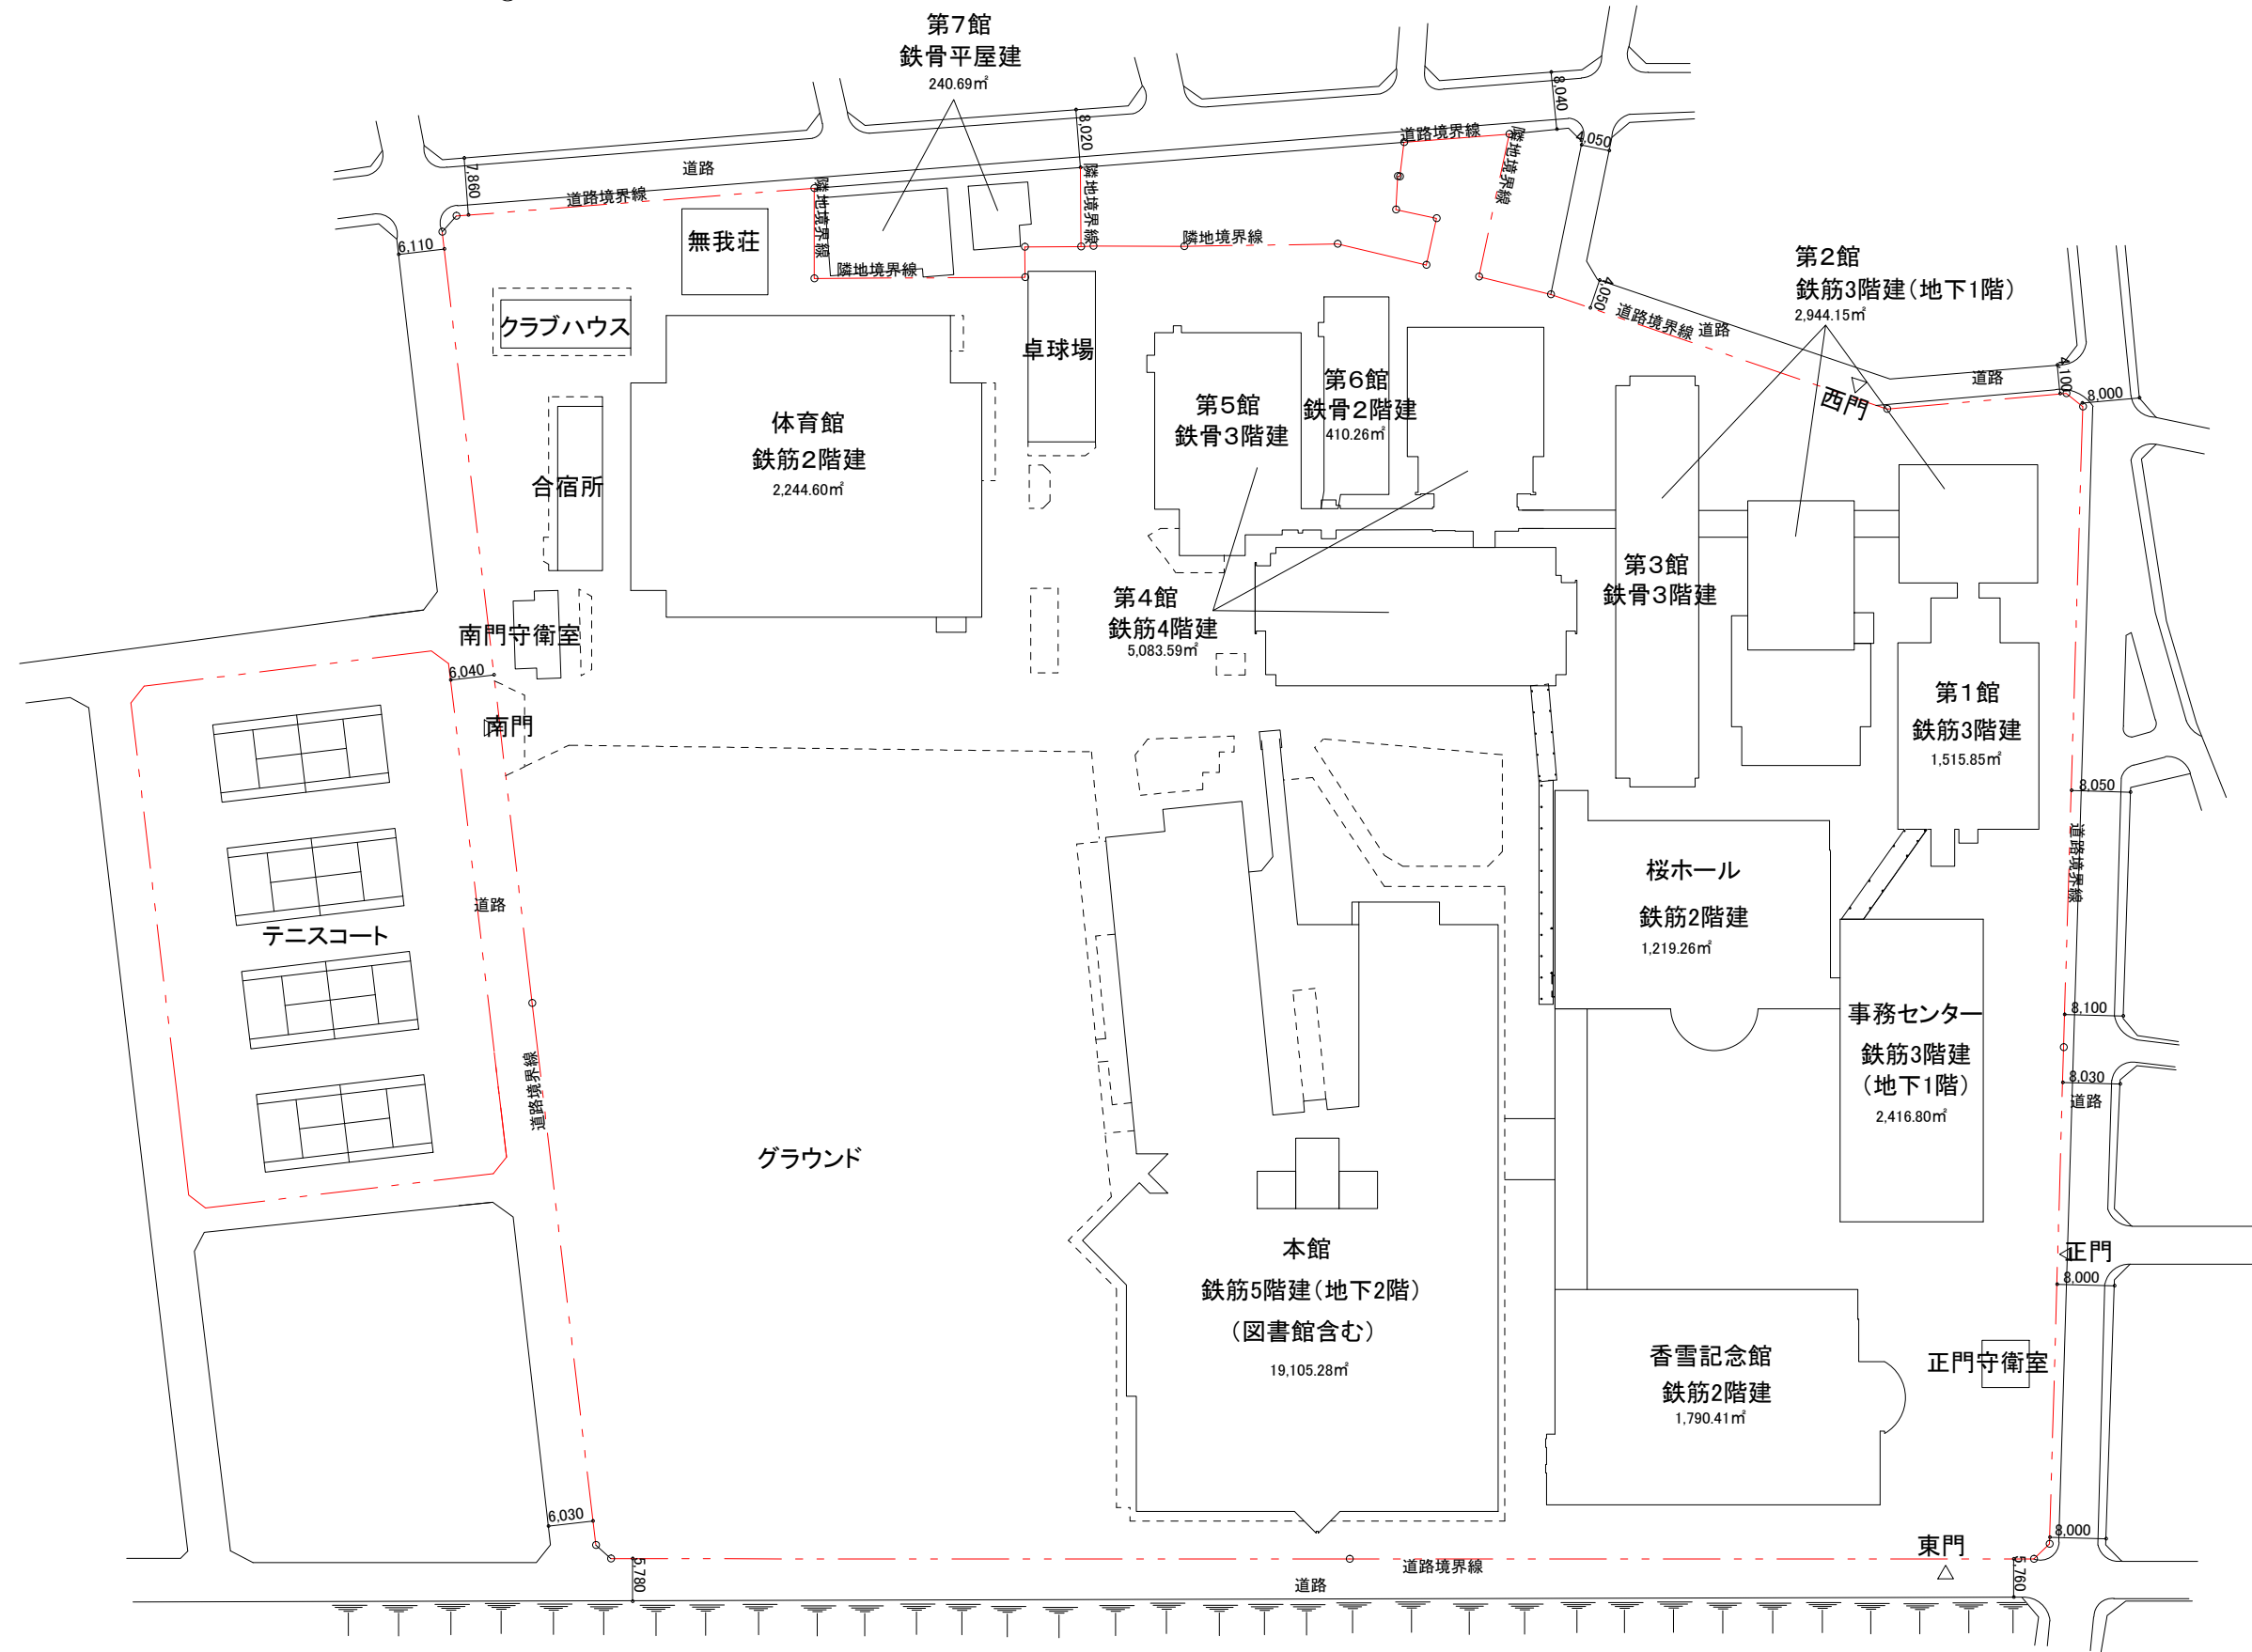 第7館
鉄骨平屋建
240.69㎡
8,040
道路境界線
隣地境界線
4,050
8,020
隣地境界線
道路
7,860
道路境界線
隣地境界線
無我荘
6,110
隣地境界線
隣地境界線
第2館
鉄筋3階建(地下1階)
2,944.15㎡
4,050
道路境界線
道路
クラブハウス
卓球場
第6館
鉄骨2階建
410.26㎡
第5館
鉄骨3階建
西門
道路
4,100
8,000
体育館
鉄筋2階建
2,244.60㎡
合宿所
第4館
鉄筋4階建
5,083.59㎡
第3館
鉄骨3階建
南門守衛室
6,040
南門
第1館
鉄筋3階建
1,515.85㎡
8,050
道路境界線
桜ホール
鉄筋2階建
1,219.26㎡
道路
テニスコート
事務センター
鉄筋3階建
(地下1階)
2,416.80㎡
8,100
8,030
道路
道路境界線
グラウンド
本館
鉄筋5階建(地下2階)
(図書館含む)
19,105.28㎡
正門
8,000
正門守衛室
香雪記念館
鉄筋2階建
1,790.41㎡
6,030
5,780
道路境界線
道路
東門
8,000
5,760